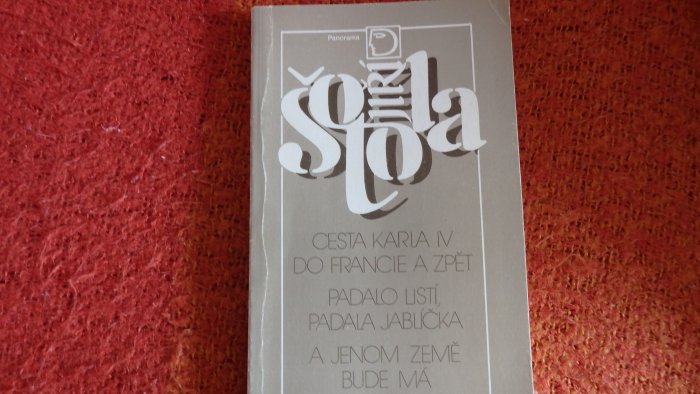 Panorama
JIŘÍ
Šotola
CESTA KARLA IV
DO FRANCIE A ZPĚT
PADALO LISTÍ,
PADALA JABLÍČKA
A JENOM ZEMĚ
BUDE MÁ